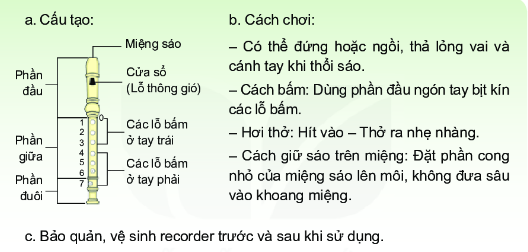 a. Cấu tạo:
Miệng sáo
Phần
đầu
Cửa sổ
(Lỗ thông gió)
0
1
2
3
4
5
6
7
Phần
giữa
Các lỗ bấm
ở tay trái
Các lỗ bấm
ở tay phải
Phần
đuôi
b. Cách chơi:
– Có thể đứng hoặc ngồi, thả lỏng vai và
cánh tay khi thổi sáo.
– Cách bấm: Dùng phần đầu ngón tay bịt kín
các lỗ bấm.
– Hơi thở: Hít vào – Thở ra nhẹ nhàng.
– Cách giữ sáo trên miệng: Đặt phần cong
nhỏ của miệng sáo lên môi, không đưa sâu
vào khoang miệng.
c. Bảo quản, vệ sinh recorder trước và sau khi sử dụng.